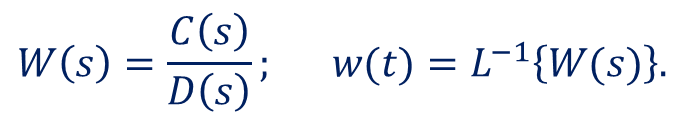 W(s) = C(s)/D(s); w(t) = L⁻¹{W(s)}.